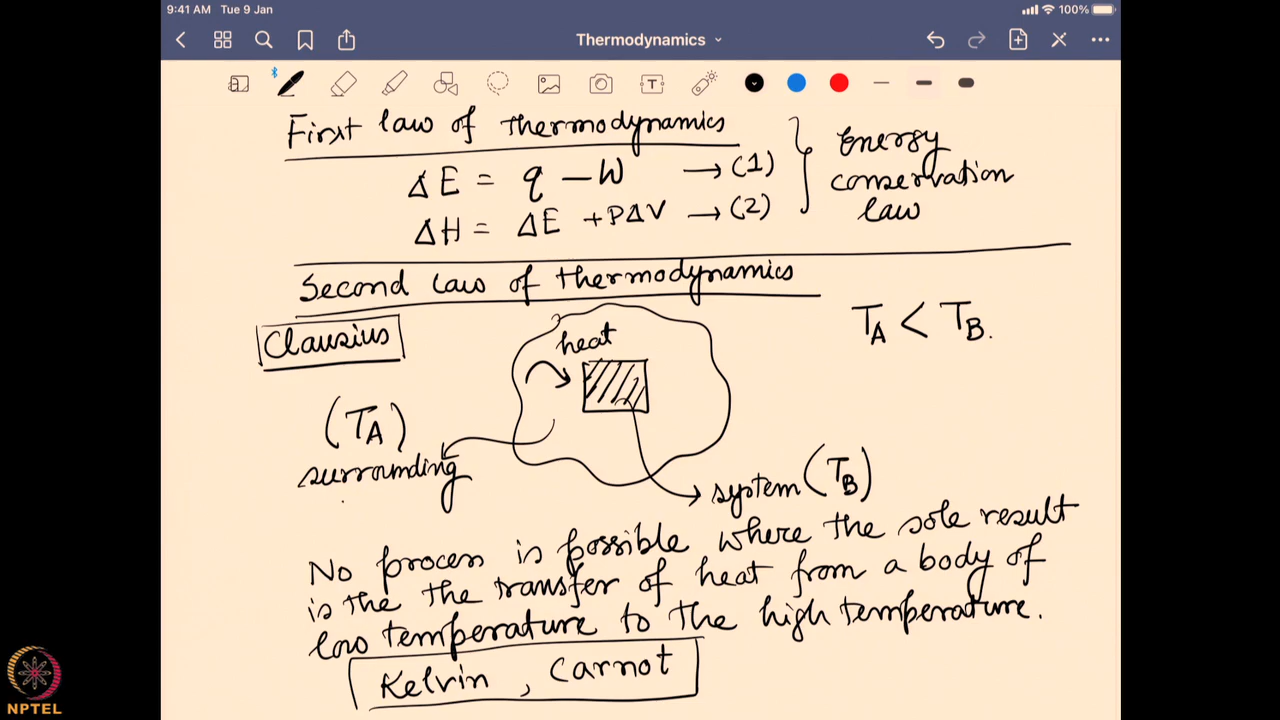 9:41 AM Tue 9 Jan
100%
Thermodynamics
First law of thermodynamics
ΔE = q – W → (1)
ΔH = ΔE + PΔV → (2)
Energy
conservation
law
Second law of thermodynamics
Clausius
heat
T_A < T_B.
(T_A)
surrounding
system (T_B)
No process is possible where the sole result
is the the transfer of heat from a body of
low temperature to the high temperature.
Kelvin, Carnot
NPTEL